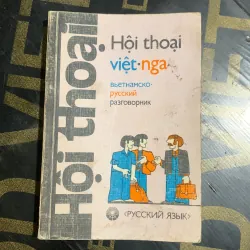 Hội thoại
Hội thoại
việt·nga·
вьетнамско-
русский
разговорник
«РУССКИЙ ЯЗЫК»